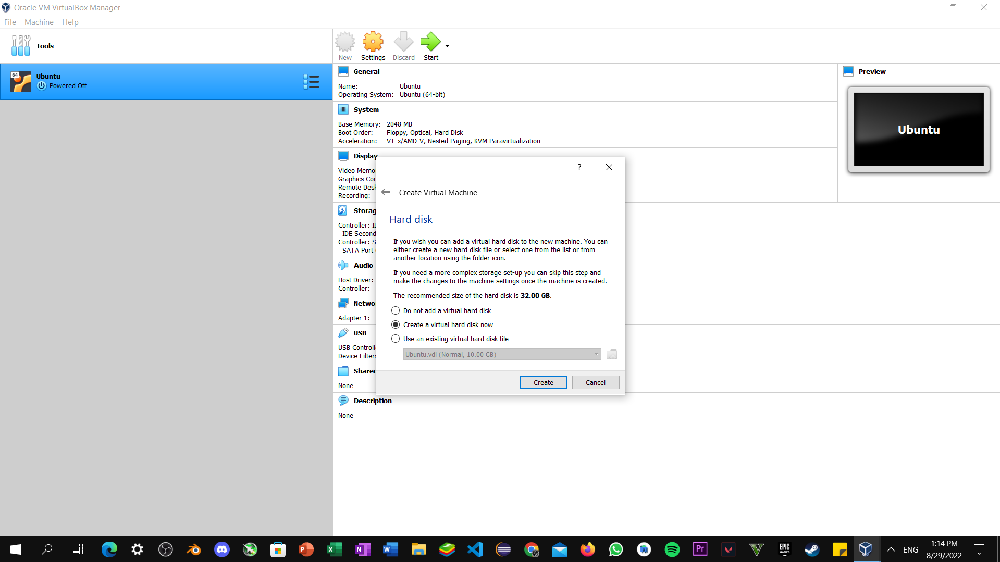 Oracle VM VirtualBox Manager
File Machine Help
Tools
New Settings Discard Start
64
Ubuntu
Powered Off
General
Name: Ubuntu
Operating System: Ubuntu (64-bit)
Preview
Ubuntu
System
Base Memory: 2048 MB
Boot Order: Floppy, Optical, Hard Disk
Acceleration: VT-x/AMD-V, Nested Paging, KVM Paravirtualization
Display
Video Memo
Graphics Cor
Remote Desk
Recording:
Storag
Controller: ID
IDE Second
Controller: S
SATA Port
Audio
Host Driver:
Controller:
Netwo
Adapter 1:
USB
USB Controll
Device Filters
Shared
None
Description
None
?
Create Virtual Machine
Hard disk
If you wish you can add a virtual hard disk to the new machine. You can
either create a new hard disk file or select one from the list or from
another location using the folder icon.
If you need a more complex storage set-up you can skip this step and
make the changes to the machine settings once the machine is created.
The recommended size of the hard disk is 32.00 GB.
Do not add a virtual hard disk
Create a virtual hard disk now
Use an existing virtual hard disk file
Ubuntu.vdi (Normal, 10.00 GB)
Create Cancel
P X N W Pr V EPIC GAMES
ENG
1:14 PM
8/29/2022